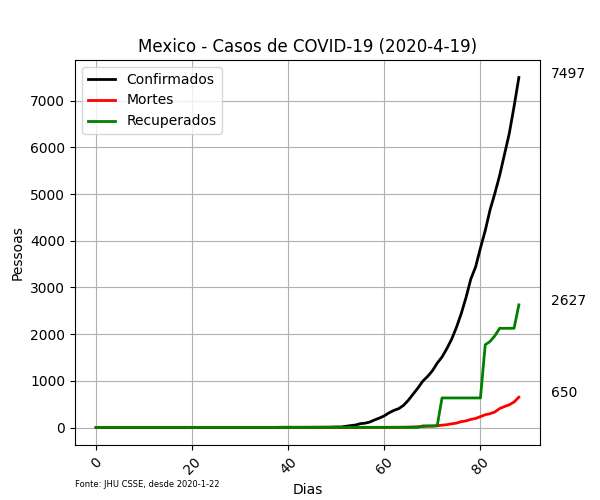 Mexico - Casos de COVID-19 (2020-4-19)
Confirmados
Mortes
Recuperados
7497
2627
650
7000
6000
5000
4000
3000
2000
1000
0
Pessoas
0
20
40
60
80
Dias
Fonte: JHU CSSE, desde 2020-1-22